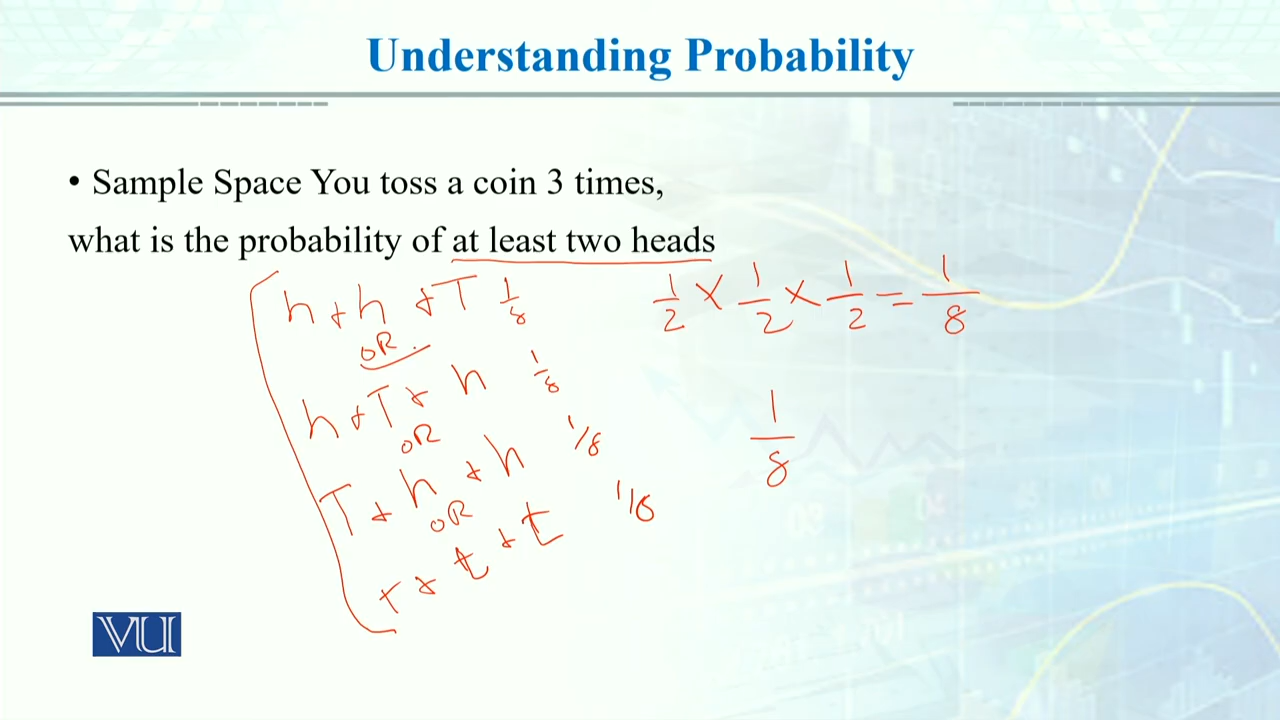 Understanding Probability
• Sample Space You toss a coin 3 times,
what is the probability of at least two heads
h + h + T 1/8
OR
h + T + h 1/8
OR
T + h + h 1/8
OR
T + t + t 1/8
1/2 × 1/2 × 1/2 = 1/8
1/8
VU